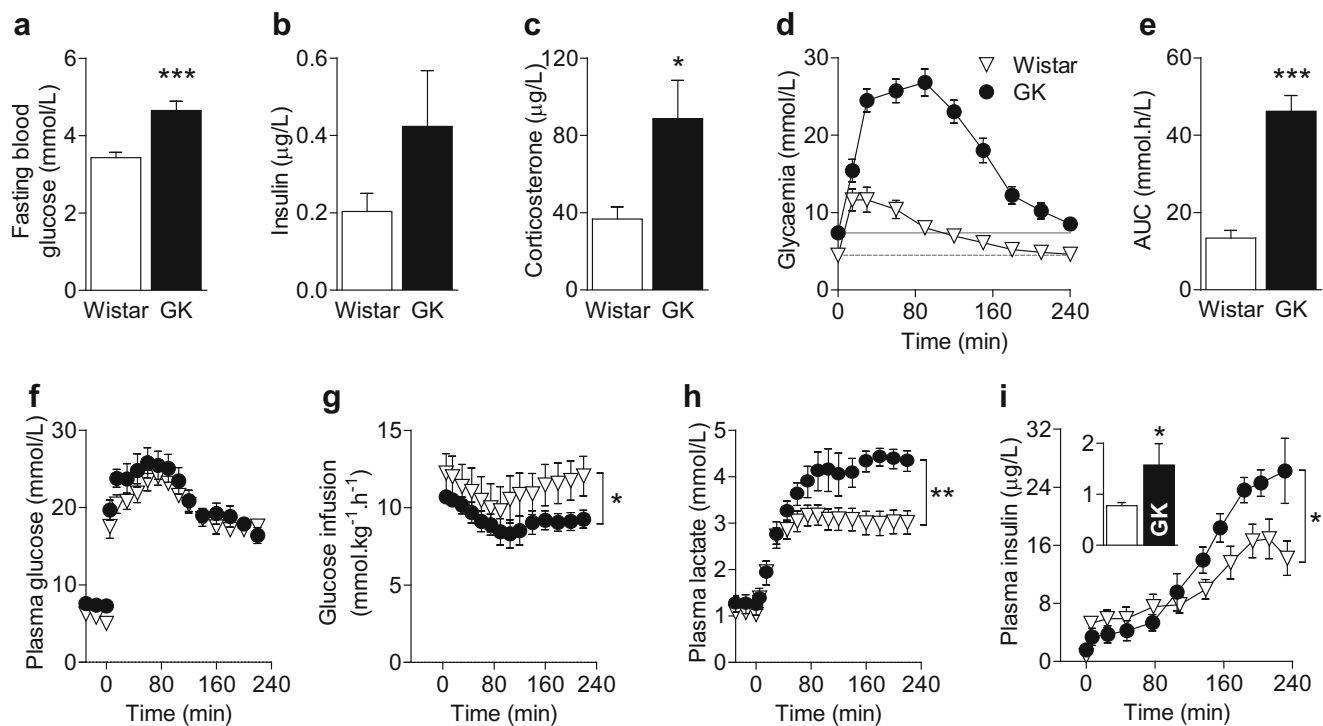 a
Fasting blood
glucose (mmol/L)
6
4
2
0
***
Wistar GK
b
Insulin (µg/L)
0.6
0.4
0.2
0.0
Wistar GK
c
Corticosterone (µg/L)
120
80
40
0
*
Wistar GK
d
Glycaemia (mmol/L)
30
20
10
0
Wistar
GK
0 80 160 240
Time (min)
e
AUC (mmol.h/L)
60
40
20
0
***
Wistar GK
f
Plasma glucose (mmol/L)
30
20
10
0
0 80 160 240
Time (min)
g
Glucose infusion
(mmol.kg⁻¹.h⁻¹)
15
10
5
0
*
0 80 160 240
Time (min)
h
Plasma lactate (mmol/L)
5
4
3
2
1
0
**
0 80 160 240
Time (min)
i
Plasma insulin (µg/L)
32
24
16
8
0
2
1
0
*
GK
*
0 80 160 240
Time (min)